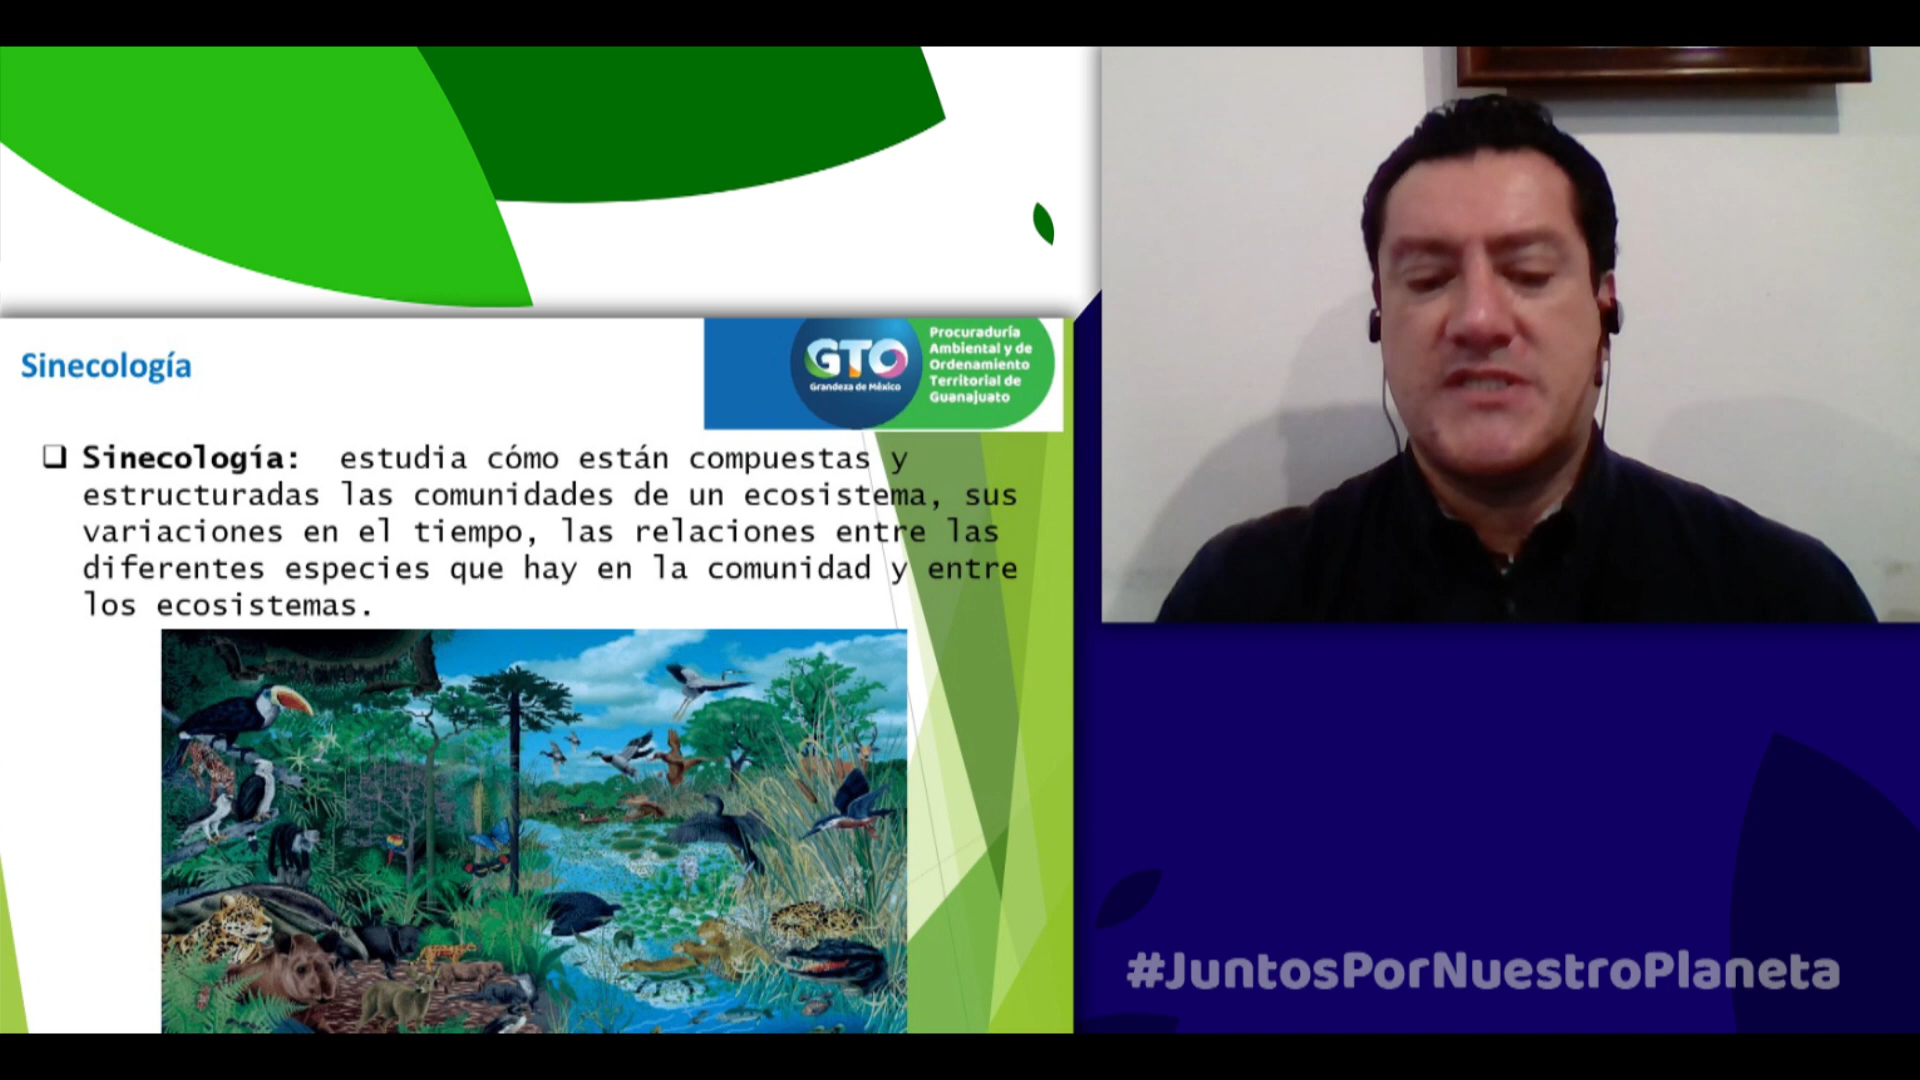 Sinecología
GTO
Grandeza de México
Procuraduría
Ambiental y de
Ordenamiento
Territorial de
Guanajuato
Sinecología: estudia cómo están compuestas y
estructuradas las comunidades de un ecosistema, sus
variaciones en el tiempo, las relaciones entre las
diferentes especies que hay en la comunidad y entre
los ecosistemas.
#JuntosPorNuestroPlaneta